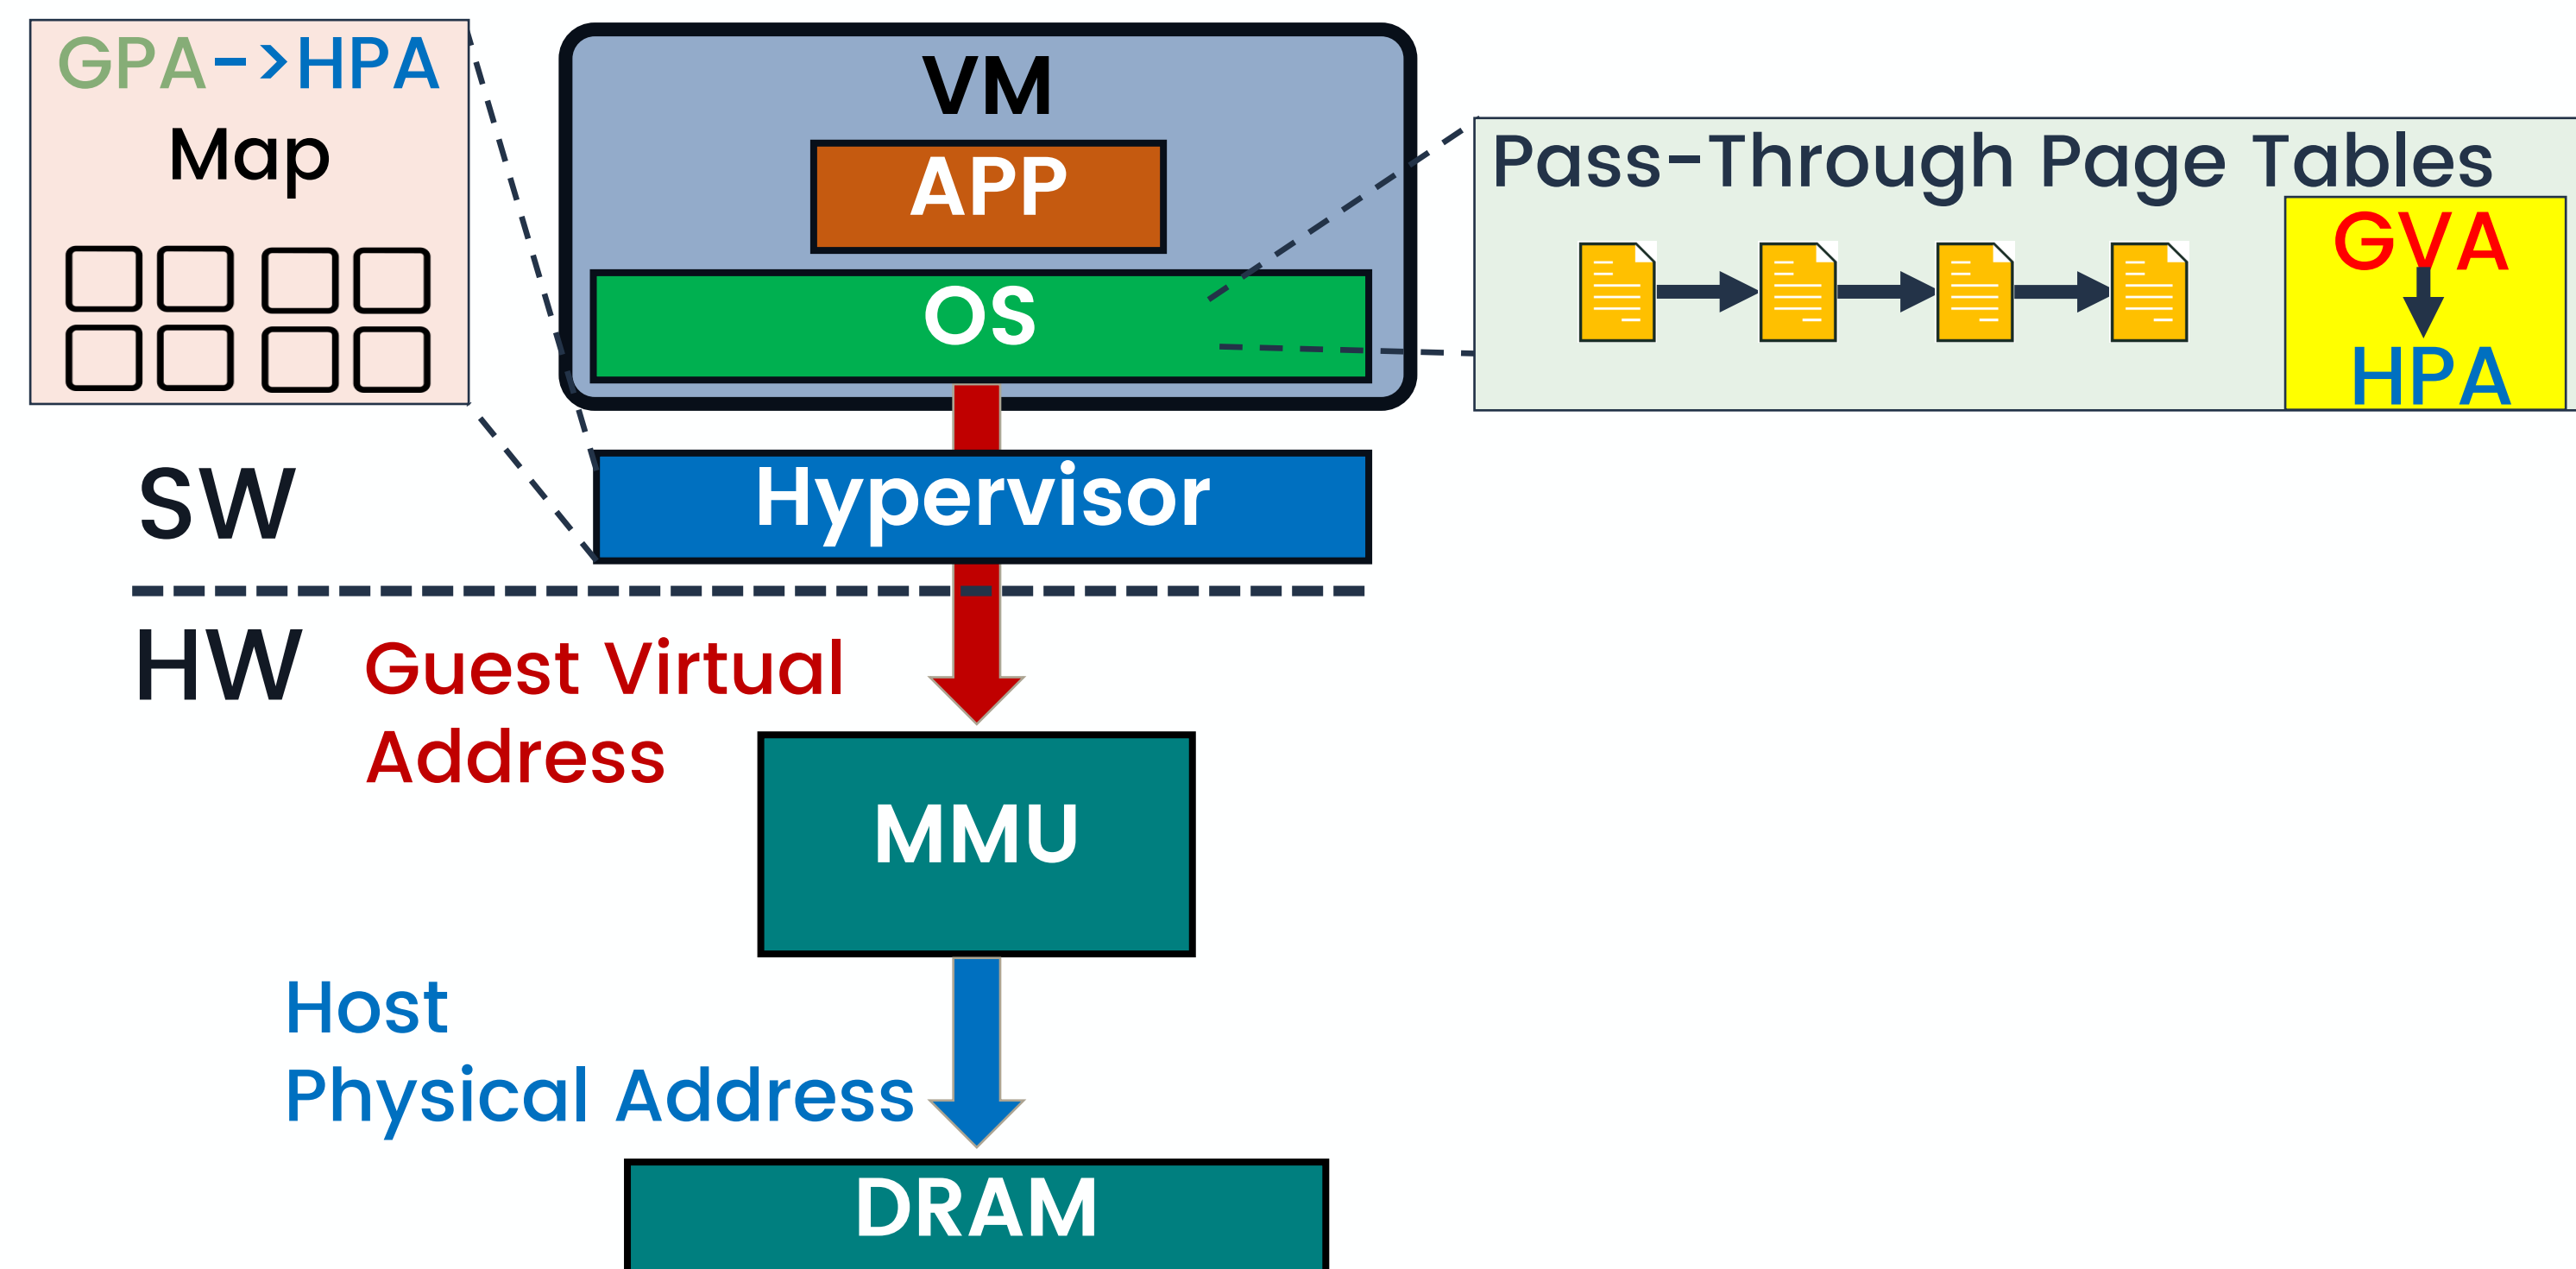 GPA->HPA
Map
VM
APP
OS
Pass-Through Page Tables
GVA
HPA
SW
Hypervisor
HW
Guest Virtual
Address
MMU
Host
Physical Address
DRAM